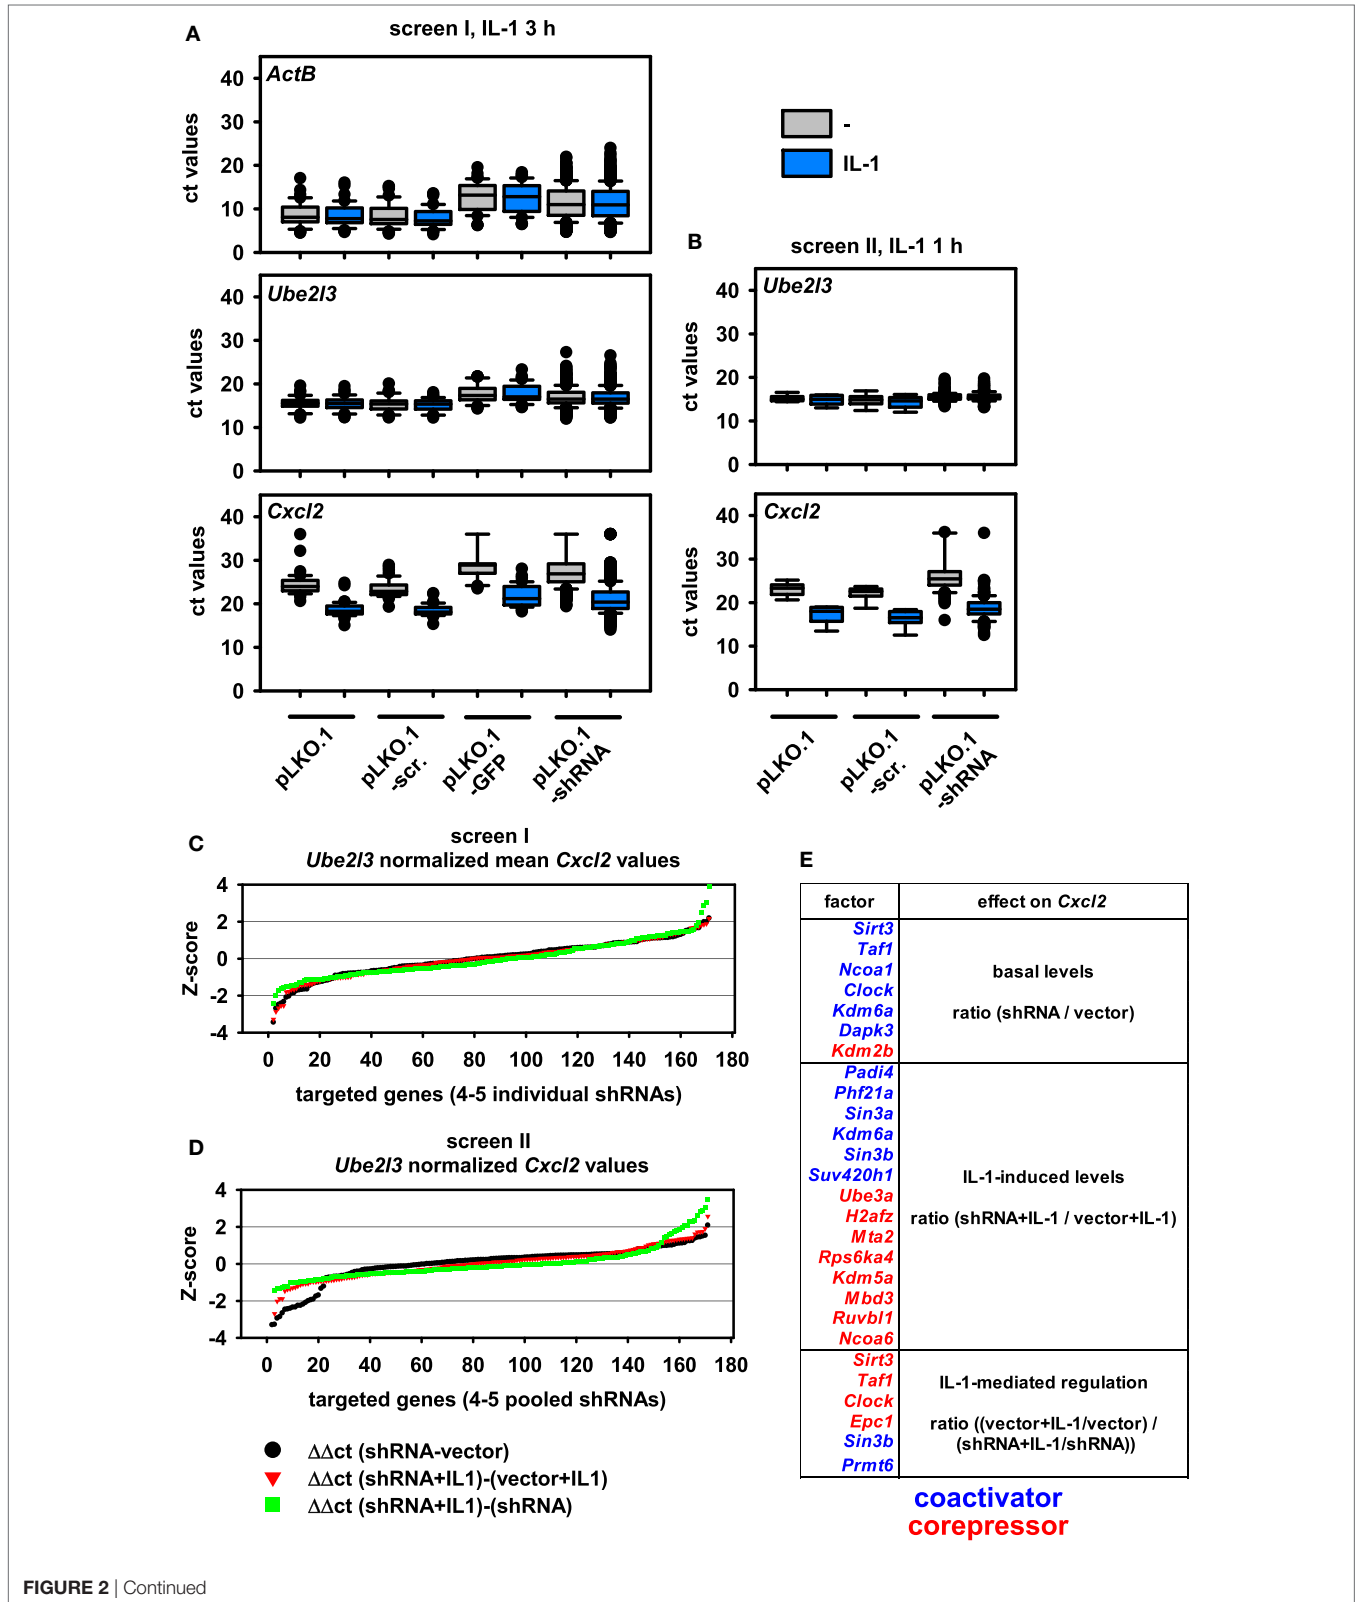 A
screen I, IL-1 3 h
ActB
ct values
40
30
20
10
0
-
IL-1
Ube2l3
ct values
40
30
20
10
0
Cxcl2
ct values
40
30
20
10
0
pLKO.1
pLKO.1
-scr.
pLKO.1
-GFP
pLKO.1
-shRNA
B
screen II, IL-1 1 h
Ube2l3
ct values
40
30
20
10
0
Cxcl2
ct values
40
30
20
10
0
pLKO.1
pLKO.1
-scr.
pLKO.1
-shRNA
C
screen I
Ube2l3 normalized mean Cxcl2 values
Z-score
4
2
0
-2
-4
0 20 40 60 80 100 120 140 160 180
targeted genes (4-5 individual shRNAs)
D
screen II
Ube2l3 normalized Cxcl2 values
Z-score
4
2
0
-2
-4
0 20 40 60 80 100 120 140 160 180
targeted genes (4-5 pooled shRNAs)
ΔΔct (shRNA-vector)
ΔΔct (shRNA+IL1)-(vector+IL1)
ΔΔct (shRNA+IL1)-(shRNA)
E
factor effect on Cxcl2
Sirt3
Taf1
Ncoa1
Clock
Kdm6a
Dapk3
Kdm2b
basal levels
ratio (shRNA / vector)
Padi4
Phf21a
Sin3a
Kdm6a
Sin3b
Suv420h1
Ube3a
H2afz
Mta2
Rps6ka4
Kdm5a
Mbd3
Ruvbl1
Ncoa6
IL-1-induced levels
ratio (shRNA+IL-1 / vector+IL-1)
Sirt3
Taf1
Clock
Epc1
Sin3b
Prmt6
IL-1-mediated regulation
ratio ((vector+IL-1/vector) /
(shRNA+IL-1/shRNA))
coactivator
corepressor
FIGURE 2 | Continued